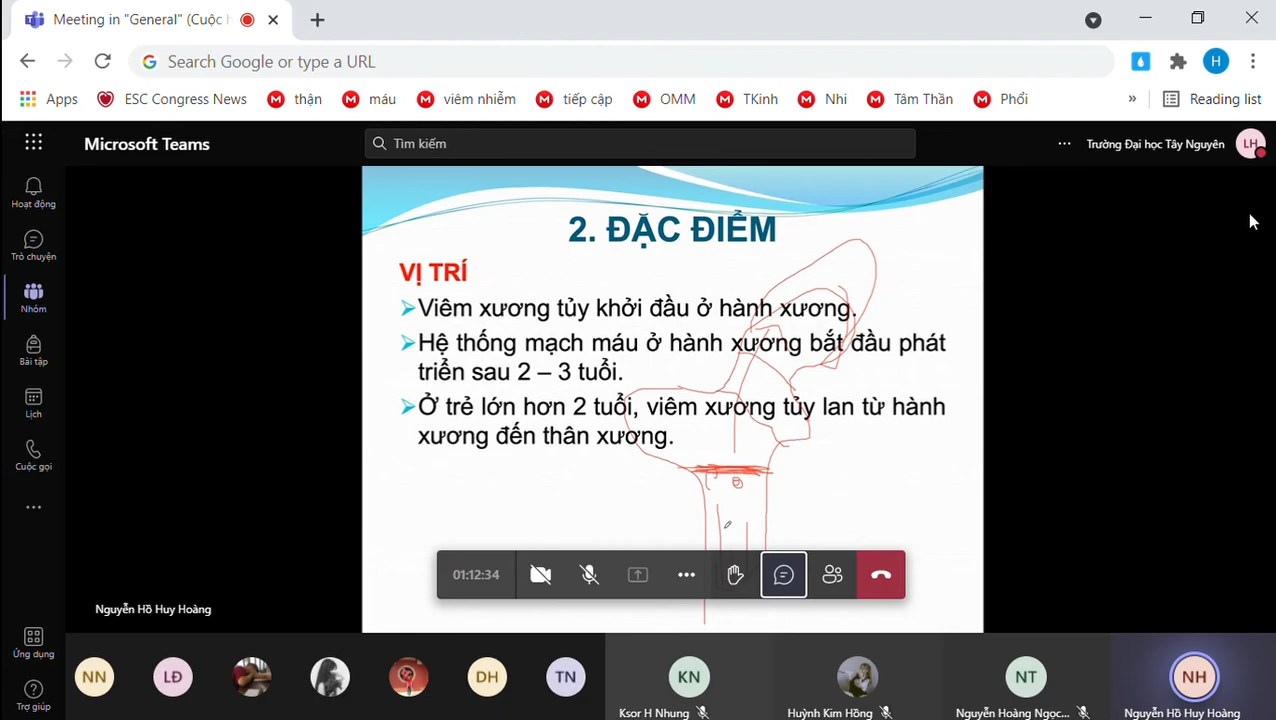 Meeting in "General" (Cuộc h
Search Google or type a URL
H
Apps
ESC Congress News
thận
máu
viêm nhiễm
tiếp cập
OMM
TKinh
Nhi
Tâm Thần
Phổi
»
Reading list
Microsoft Teams
Tìm kiếm
Trường Đại học Tây Nguyên
LH
Hoạt động
Trò chuyện
Nhóm
Bài tập
Lịch
Cuộc gọi
Ứng dụng
Trợ giúp
2. ĐẶC ĐIỂM
VỊ TRÍ
Viêm xương tủy khởi đầu ở hành xương.
Hệ thống mạch máu ở hành xương bắt đầu phát
triển sau 2 – 3 tuổi.
Ở trẻ lớn hơn 2 tuổi, viêm xương tủy lan từ hành
xương đến thân xương.
01:12:34
Nguyễn Hồ Huy Hoàng
NN
LĐ
DH
TN
KN
NT
NH
Ksor H Nhung
Huỳnh Kim Hồng
Nguyễn Hoàng Ngọc...
Nguyễn Hồ Huy Hoàng